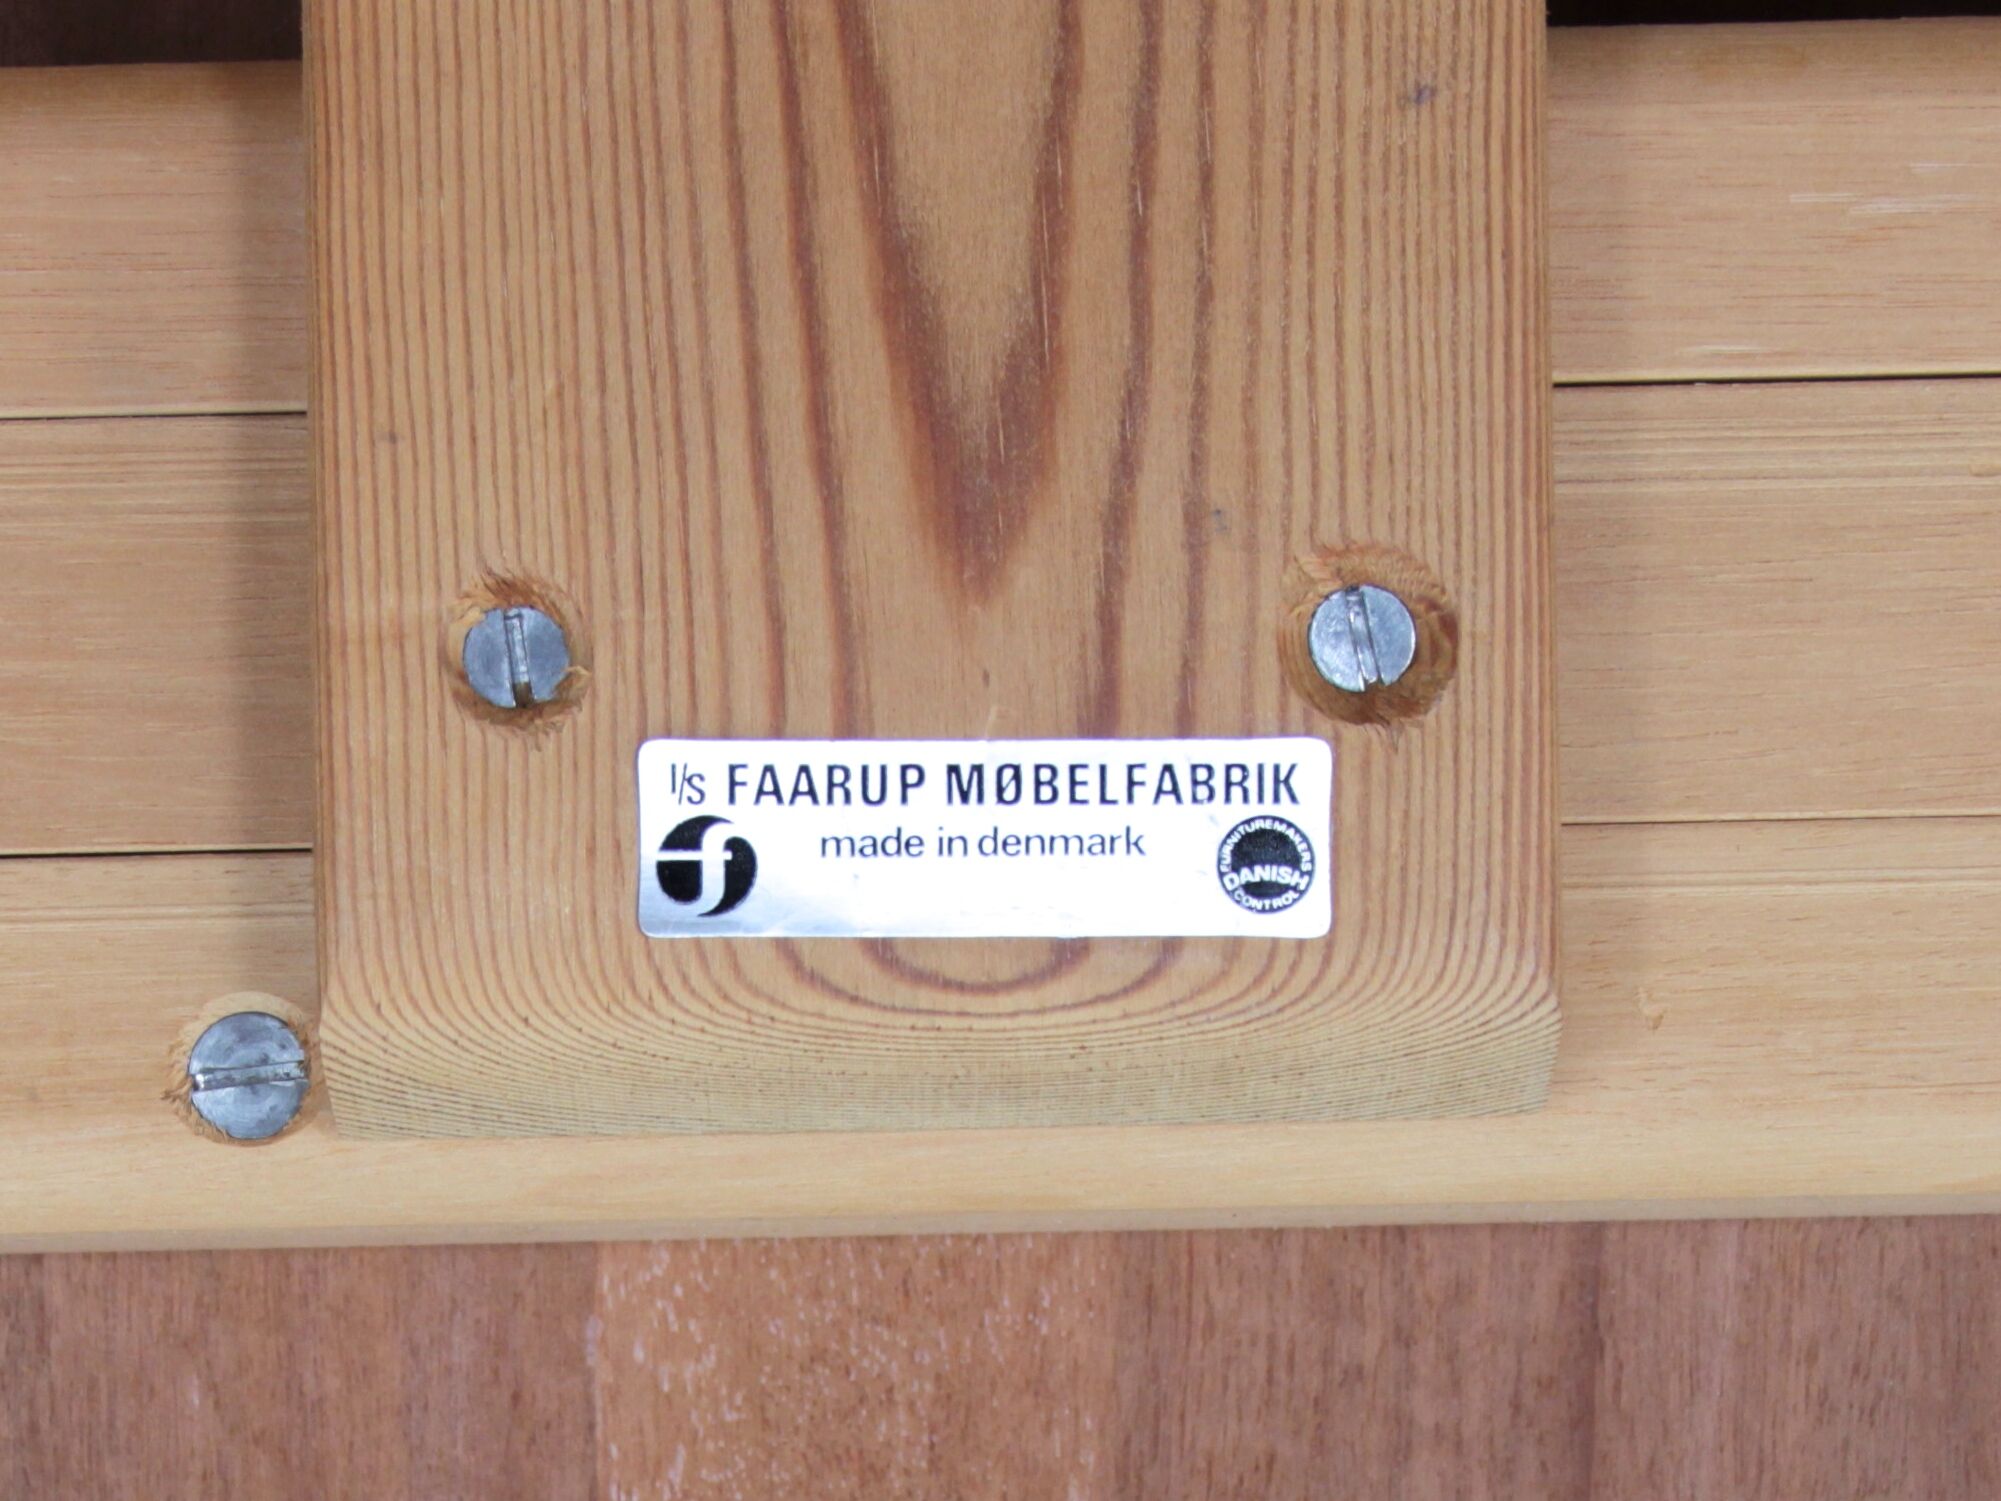 I/S FAARUP MØBELFABRIK
made in denmark
f
FURNITUREMAKERS
DANISH
CONTROL